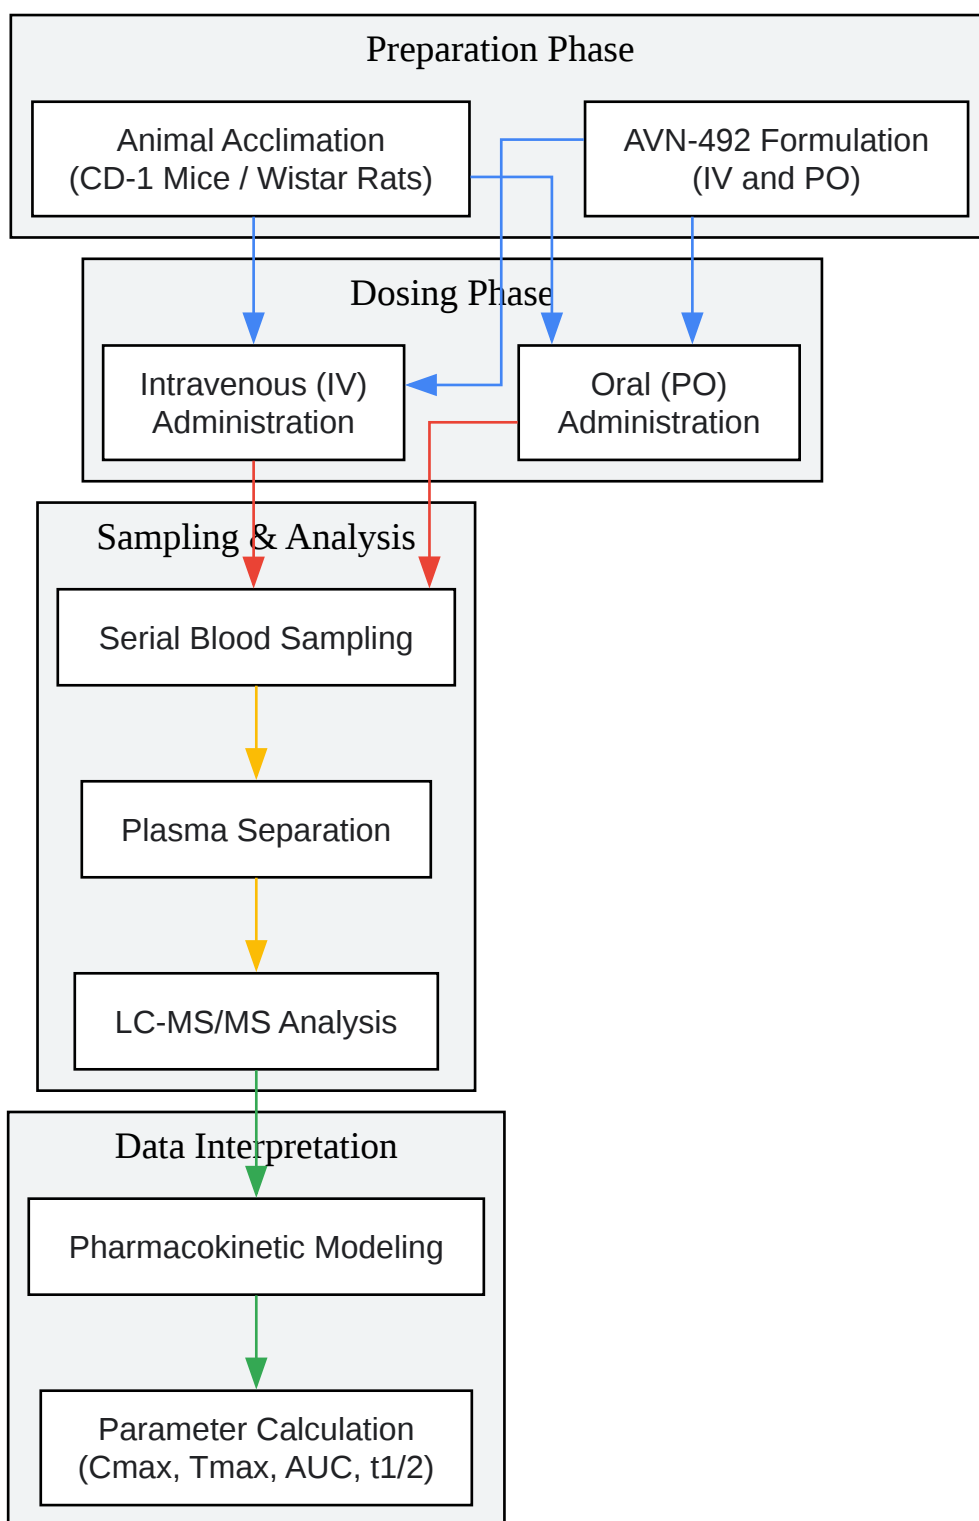 Preparation Phase
Animal Acclimation
(CD-1 Mice / Wistar Rats)
AVN-492 Formulation
(IV and PO)
Dosing Phase
Intravenous (IV)
Administration
Oral (PO)
Administration
Sampling & Analysis
Serial Blood Sampling
Plasma Separation
LC-MS/MS Analysis
Data Interpretation
Pharmacokinetic Modeling
Parameter Calculation
(Cmax, Tmax, AUC, t1/2)